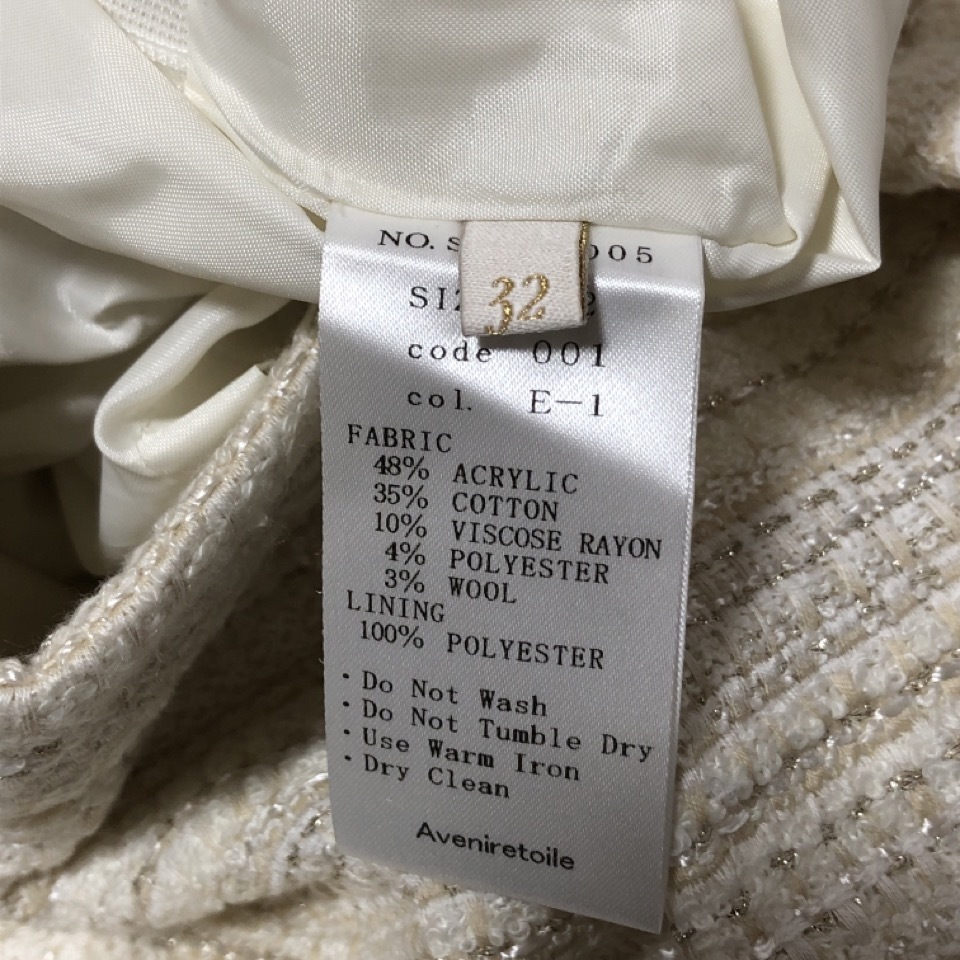 NO. 005
32
code 001
col. E-1
FABRIC
48% ACRYLIC
35% COTTON
10% VISCOSE RAYON
4% POLYESTER
3% WOOL
LINING
100% POLYESTER
・Do Not Wash
・Do Not Tumble Dry
・Use Warm Iron
・Dry Clean
Aveniretoile